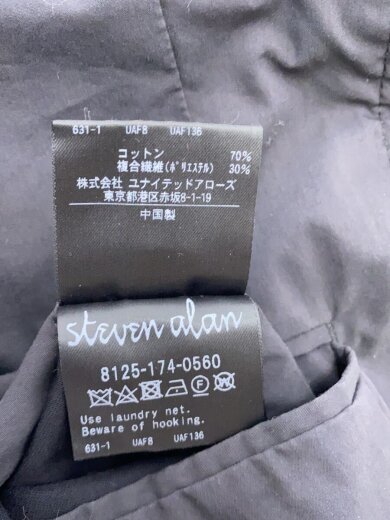 631-1 UAF8 UAF136
コットン 70%
複合繊維(ポリエステル) 30%
株式会社 ユナイテッドアローズ
東京都港区赤坂8-1-19
中国製
steven alan
8125-174-0560
Use laundry net.
Beware of hooking.
631-1 UAF8 UAF136